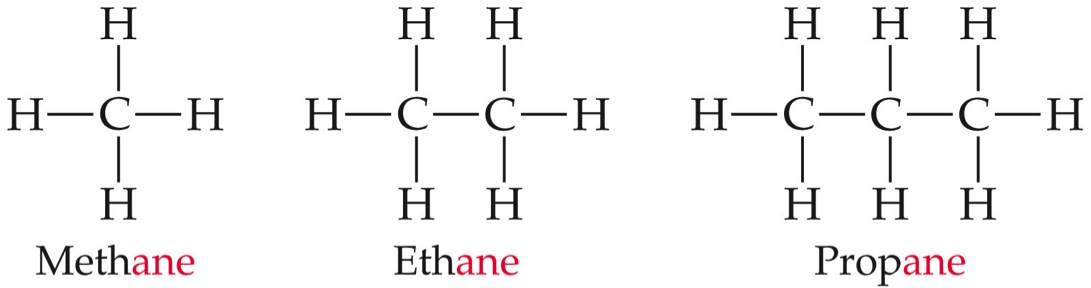 H H H H H H
H—C—H H—C—C—H H—C—C—C—H
H H H H H H
Methane Ethane Propane